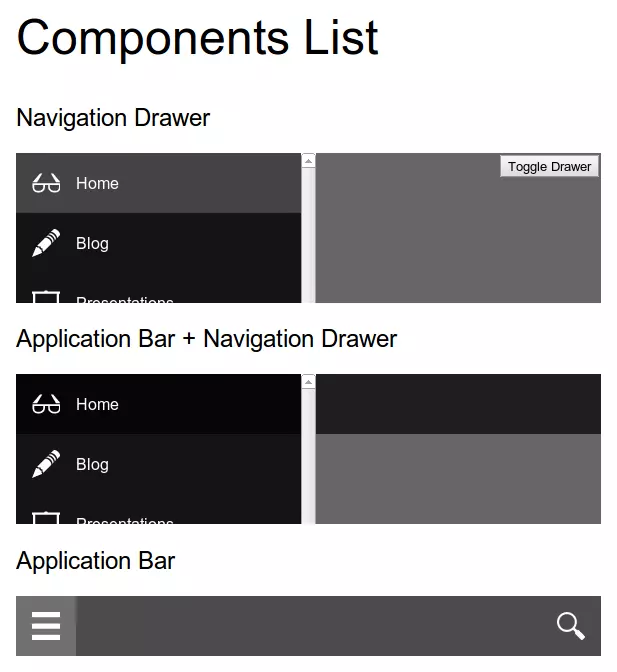 Components List
Navigation Drawer
Home
Toggle Drawer
Blog
Presentations
Application Bar + Navigation Drawer
Home
Blog
Presentations
Application Bar